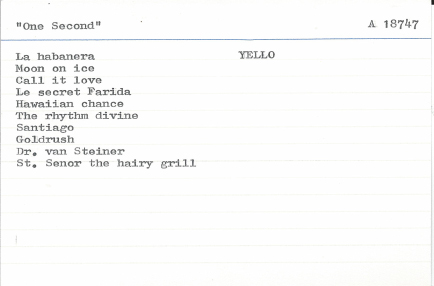 "One Second" A 18747
La habanera YELLO
Moon on ice
Call it love
Le secret Farida
Hawaiian chance
The rhythm divine
Santiago
Goldrush
Dr. van Steiner
St. Senor the hairy grill